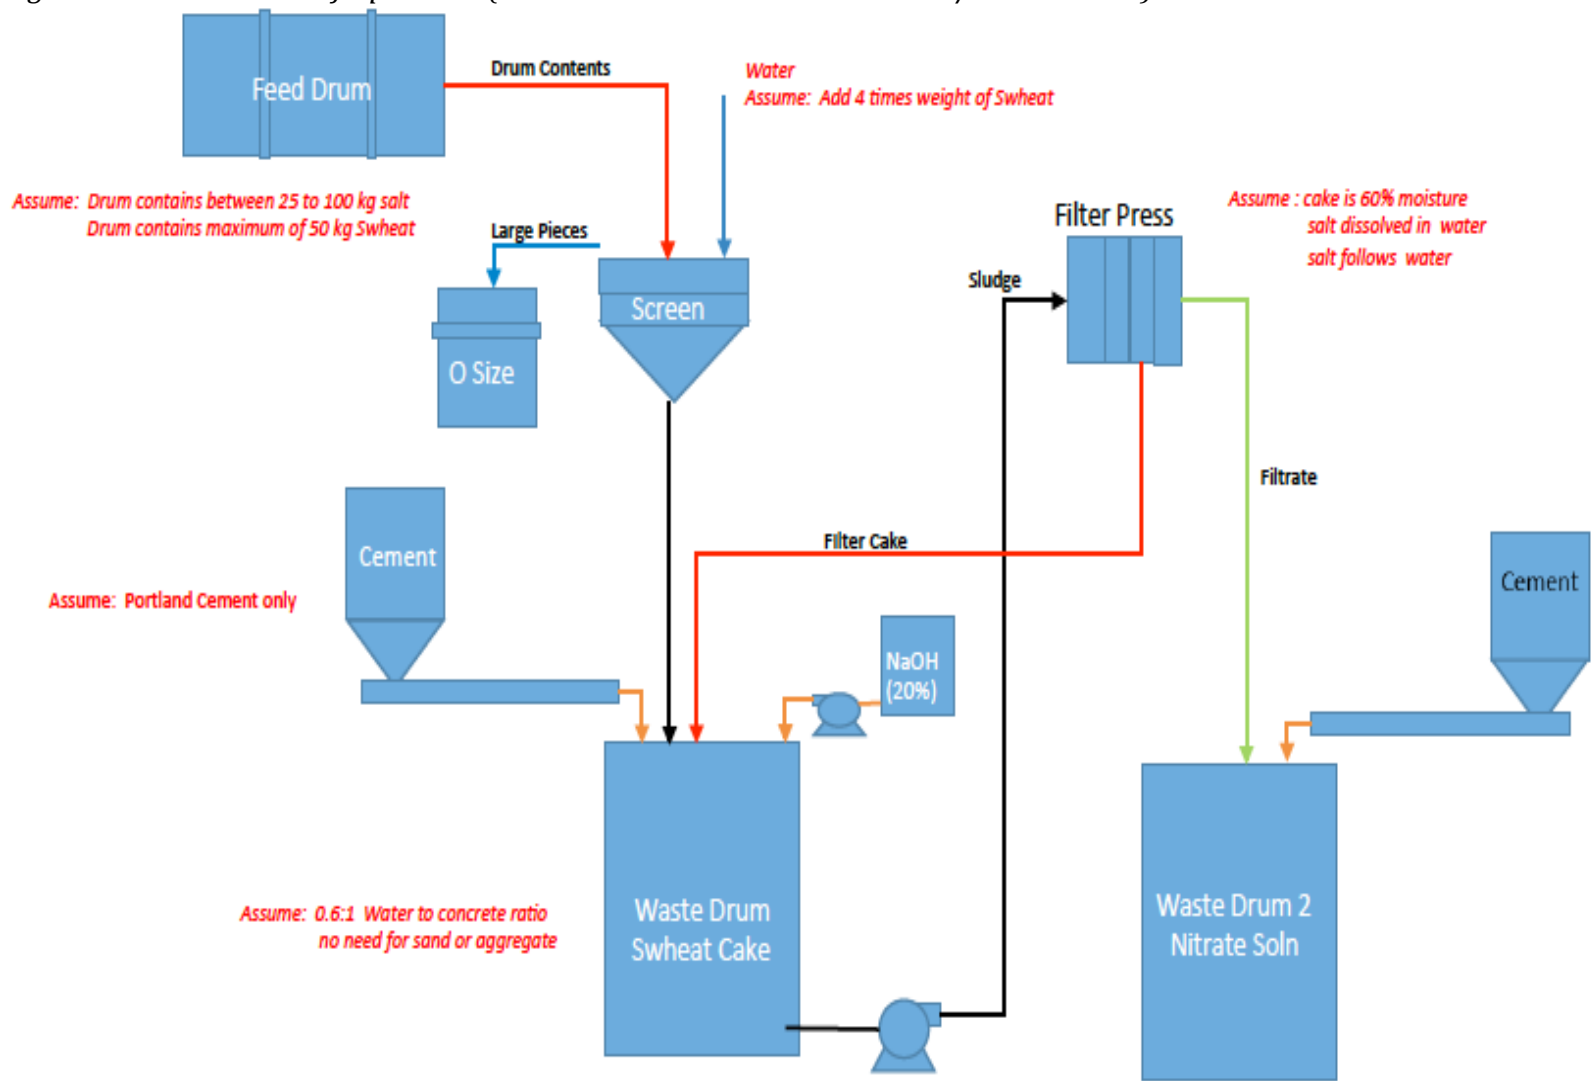 Feed Drum
Drum Contents
Water
Assume: Add 4 times weight of Swheat
Assume: Drum contains between 25 to 100 kg salt
Drum contains maximum of 50 kg Swheat
Large Pieces
Screen
O Size
Filter Press
Assume : cake is 60% moisture
salt dissolved in water
salt follows water
Sludge
Filtrate
Filter Cake
Cement
Assume: Portland Cement only
NaOH
(20%)
Cement
Assume: 0.6:1 Water to concrete ratio
no need for sand or aggregate
Waste Drum
Swheat Cake
Waste Drum 2
Nitrate Soln